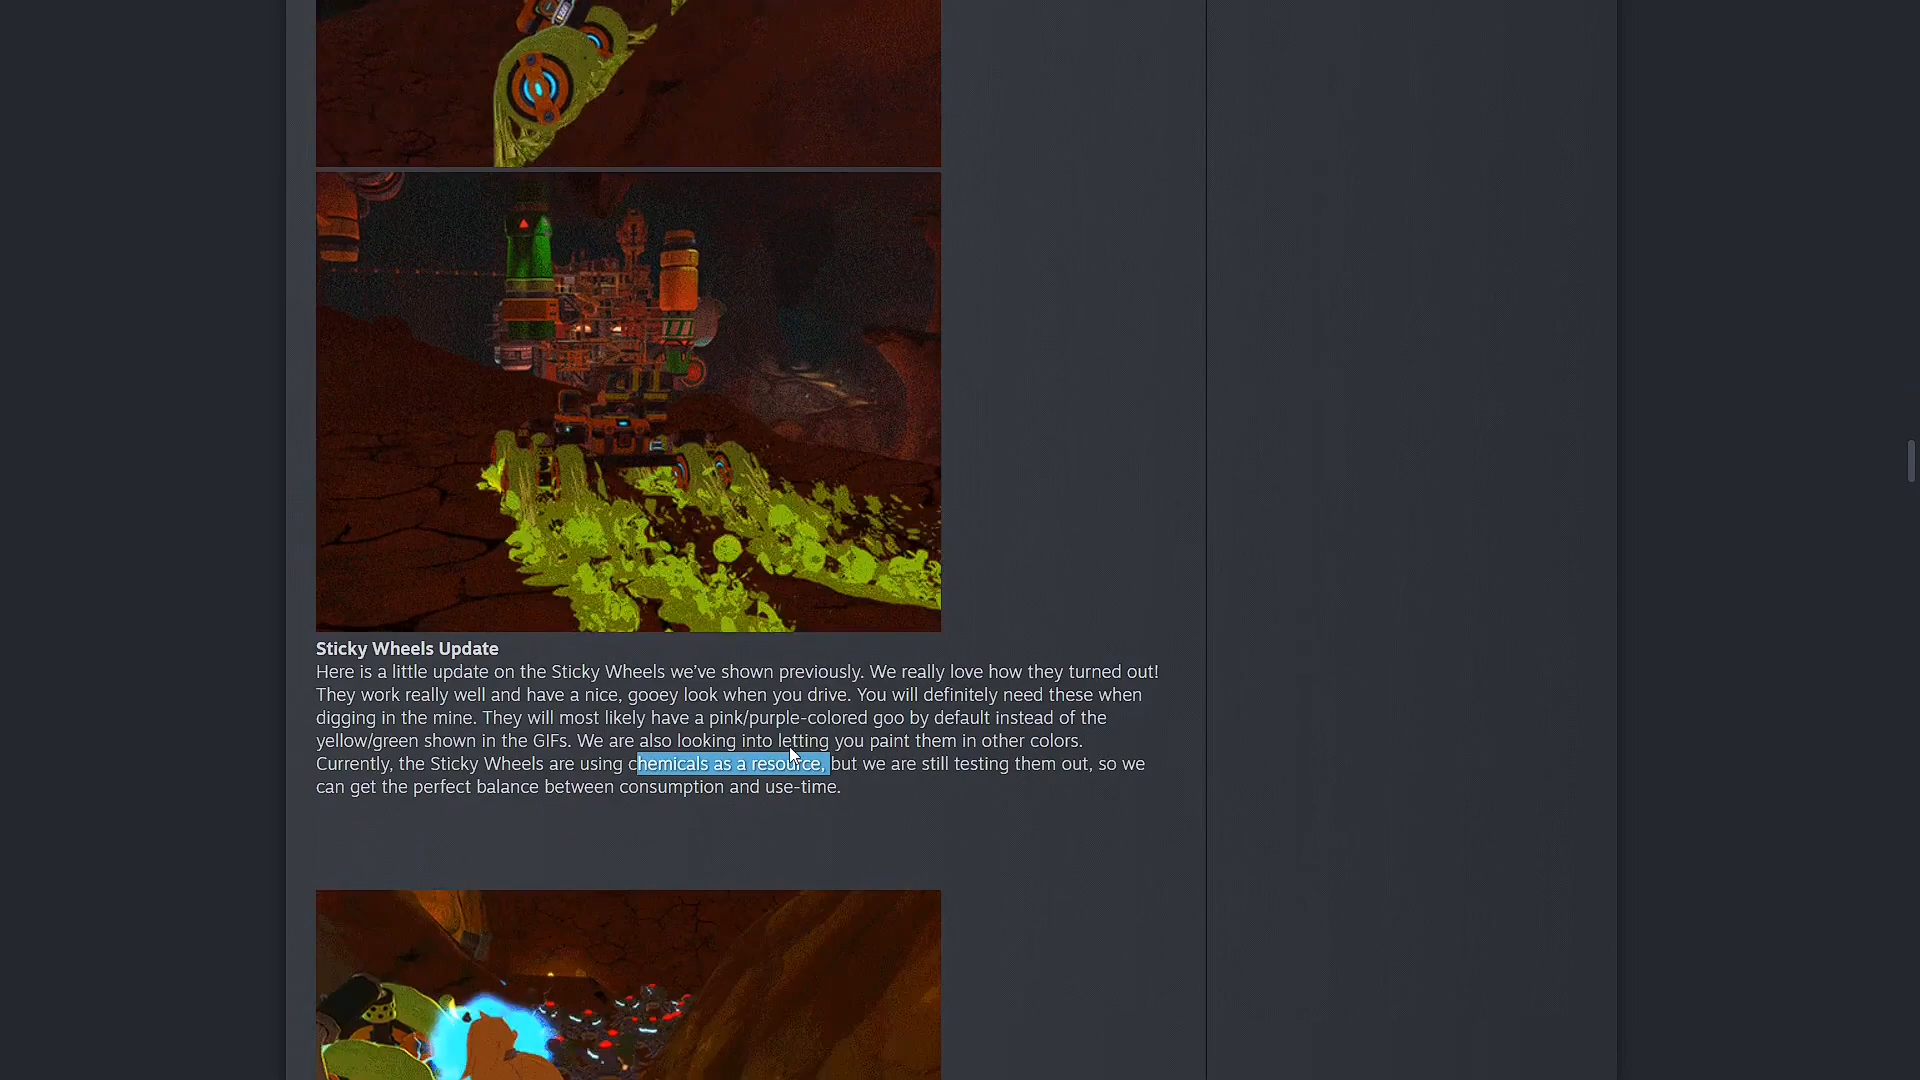 Sticky Wheels Update
Here is a little update on the Sticky Wheels we've shown previously. We really love how they turned out!
They work really well and have a nice, gooey look when you drive. You will definitely need these when
digging in the mine. They will most likely have a pink/purple-colored goo by default instead of the
yellow/green shown in the GIFs. We are also looking into letting you paint them in other colors.
Currently, the Sticky Wheels are using chemicals as a resource, but we are still testing them out, so we
can get the perfect balance between consumption and use-time.